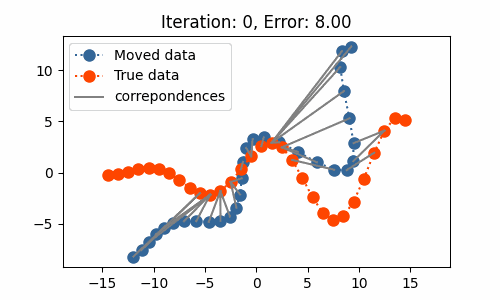 Iteration: 0, Error: 8.00
Moved data
True data
correpondences
10
5
0
−5
−15
−10
−5
0
5
10
15